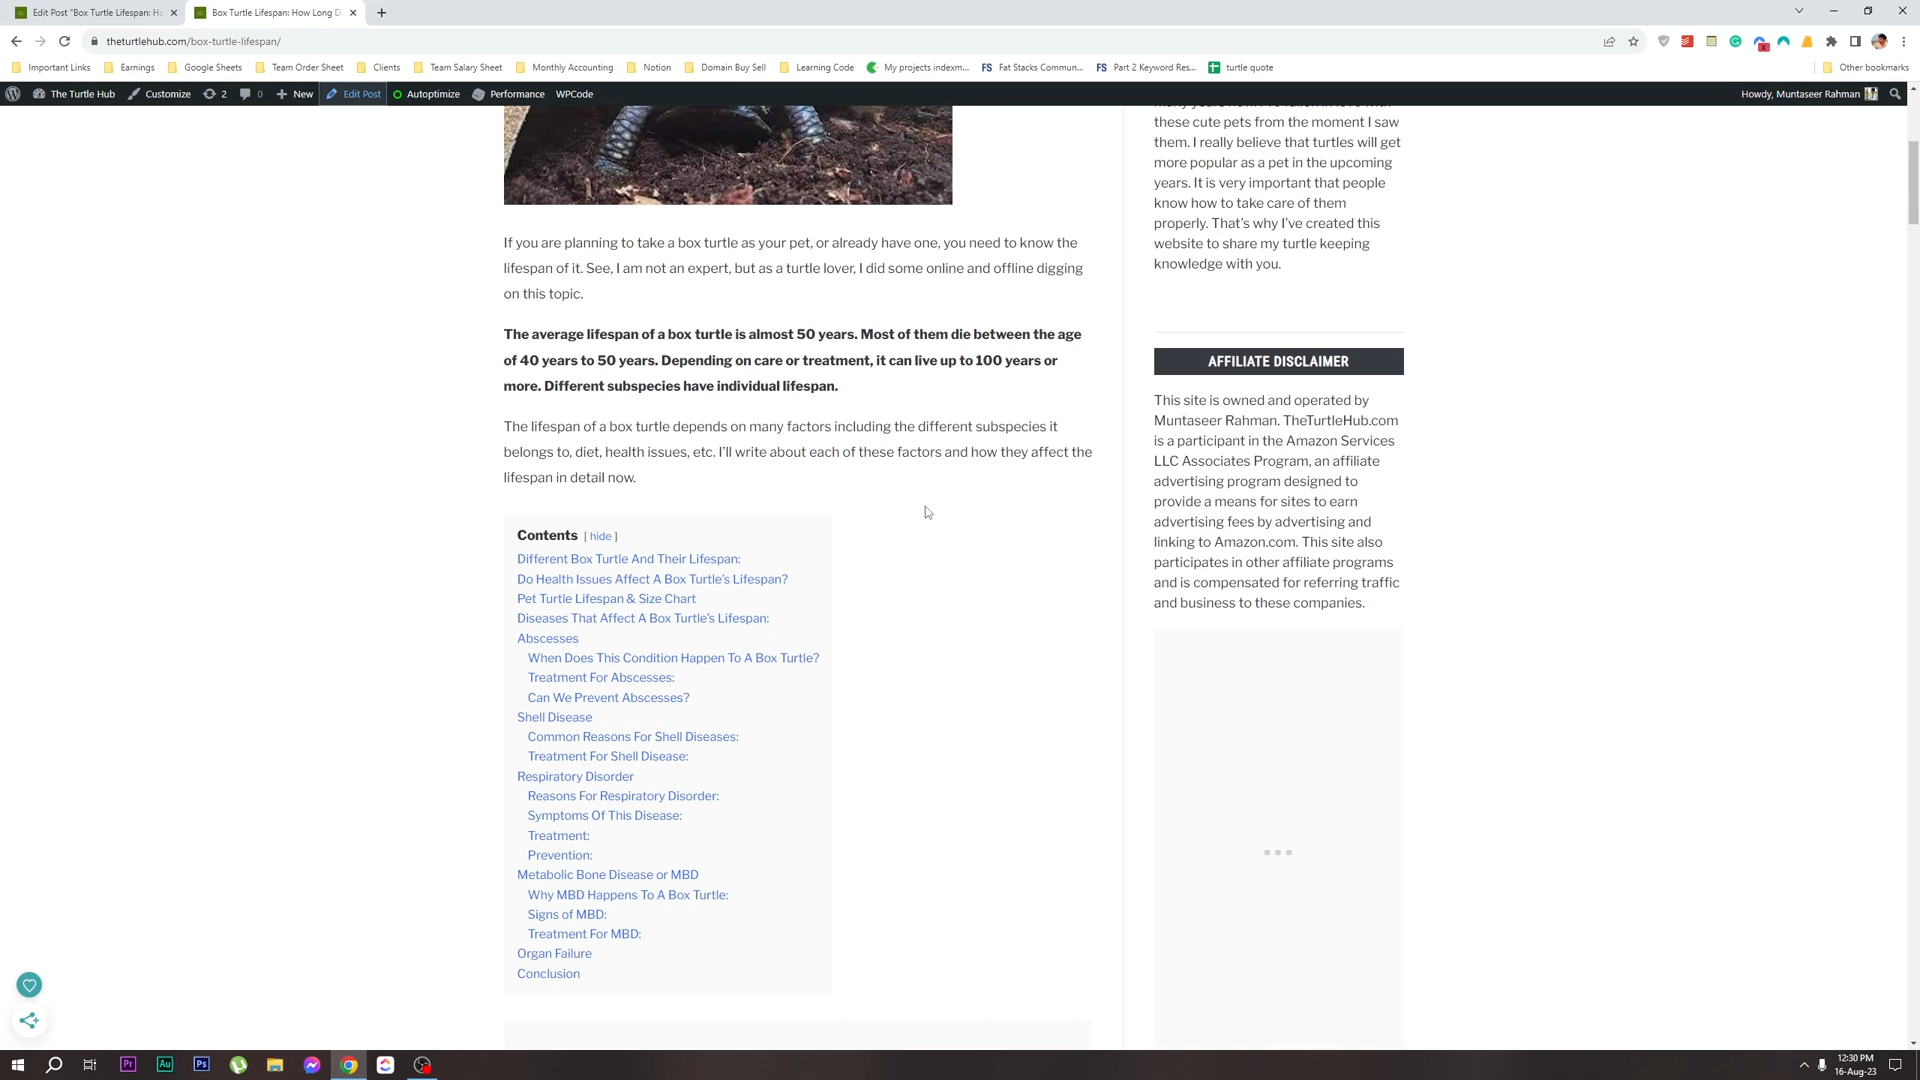 Edit Post "Box Turtle Lifespan: Ho
Box Turtle Lifespan: How Long D
theturtlehub.com/box-turtle-lifespan/
Important Links
Earnings
Google Sheets
Team Order Sheet
Clients
Team Salary Sheet
Monthly Accounting
Notion
Domain Buy Sell
Learning Code
My projects indexm...
FS
Fat Stacks Commun...
FS
Part 2 Keyword Res...
turtle quote
Other bookmarks
The Turtle Hub
Customize
2
0
New
Edit Post
Autoptimize
Performance
WPCode
Howdy, Muntaseer Rahman
these cute pets from the moment I saw
them. I really believe that turtles will get
more popular as a pet in the upcoming
years. It is very important that people
know how to take care of them
properly. That's why I've created this
website to share my turtle keeping
knowledge with you.
If you are planning to take a box turtle as your pet, or already have one, you need to know the
lifespan of it. See, I am not an expert, but as a turtle lover, I did some online and offline digging
on this topic.
The average lifespan of a box turtle is almost 50 years. Most of them die between the age
of 40 years to 50 years. Depending on care or treatment, it can live up to 100 years or
more. Different subspecies have individual lifespan.
The lifespan of a box turtle depends on many factors including the different subspecies it
belongs to, diet, health issues, etc. I'll write about each of these factors and how they affect the
lifespan in detail now.
AFFILIATE DISCLAIMER
This site is owned and operated by
Muntaseer Rahman. TheTurtleHub.com
is a participant in the Amazon Services
LLC Associates Program, an affiliate
advertising program designed to
provide a means for sites to earn
advertising fees by advertising and
linking to Amazon.com. This site also
participates in other affiliate programs
and is compensated for referring traffic
and business to these companies.
Contents [ hide ]
Different Box Turtle And Their Lifespan:
Do Health Issues Affect A Box Turtle's Lifespan?
Pet Turtle Lifespan & Size Chart
Diseases That Affect A Box Turtle's Lifespan:
Abscesses
When Does This Condition Happen To A Box Turtle?
Treatment For Abscesses:
Can We Prevent Abscesses?
Shell Disease
Common Reasons For Shell Diseases:
Treatment For Shell Disease:
Respiratory Disorder
Reasons For Respiratory Disorder:
Symptoms Of This Disease:
Treatment:
Prevention:
Metabolic Bone Disease or MBD
Why MBD Happens To A Box Turtle:
Signs of MBD:
Treatment For MBD:
Organ Failure
Conclusion
Pr
Au
Ps
12:30 PM
16-Aug-23